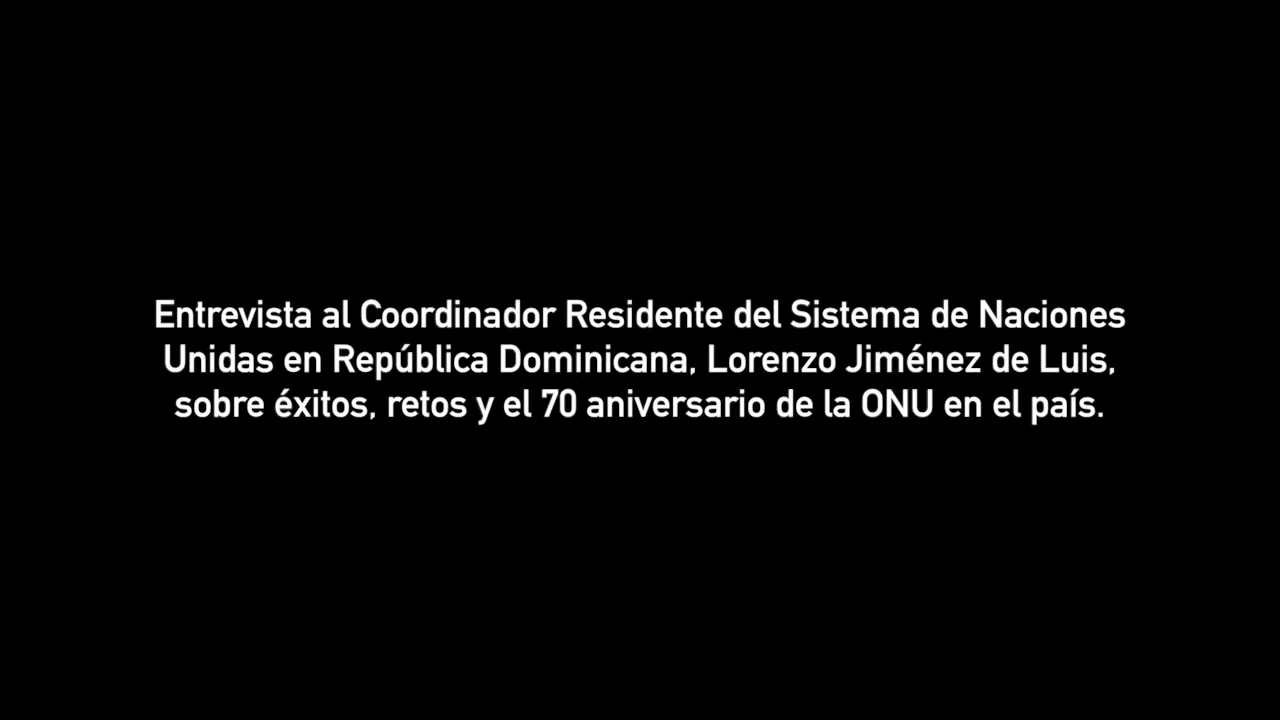 Entrevista al Coordinador Residente del Sistema de Naciones
Unidas en República Dominicana, Lorenzo Jiménez de Luis,
sobre éxitos, retos y el 70 aniversario de la ONU en el país.